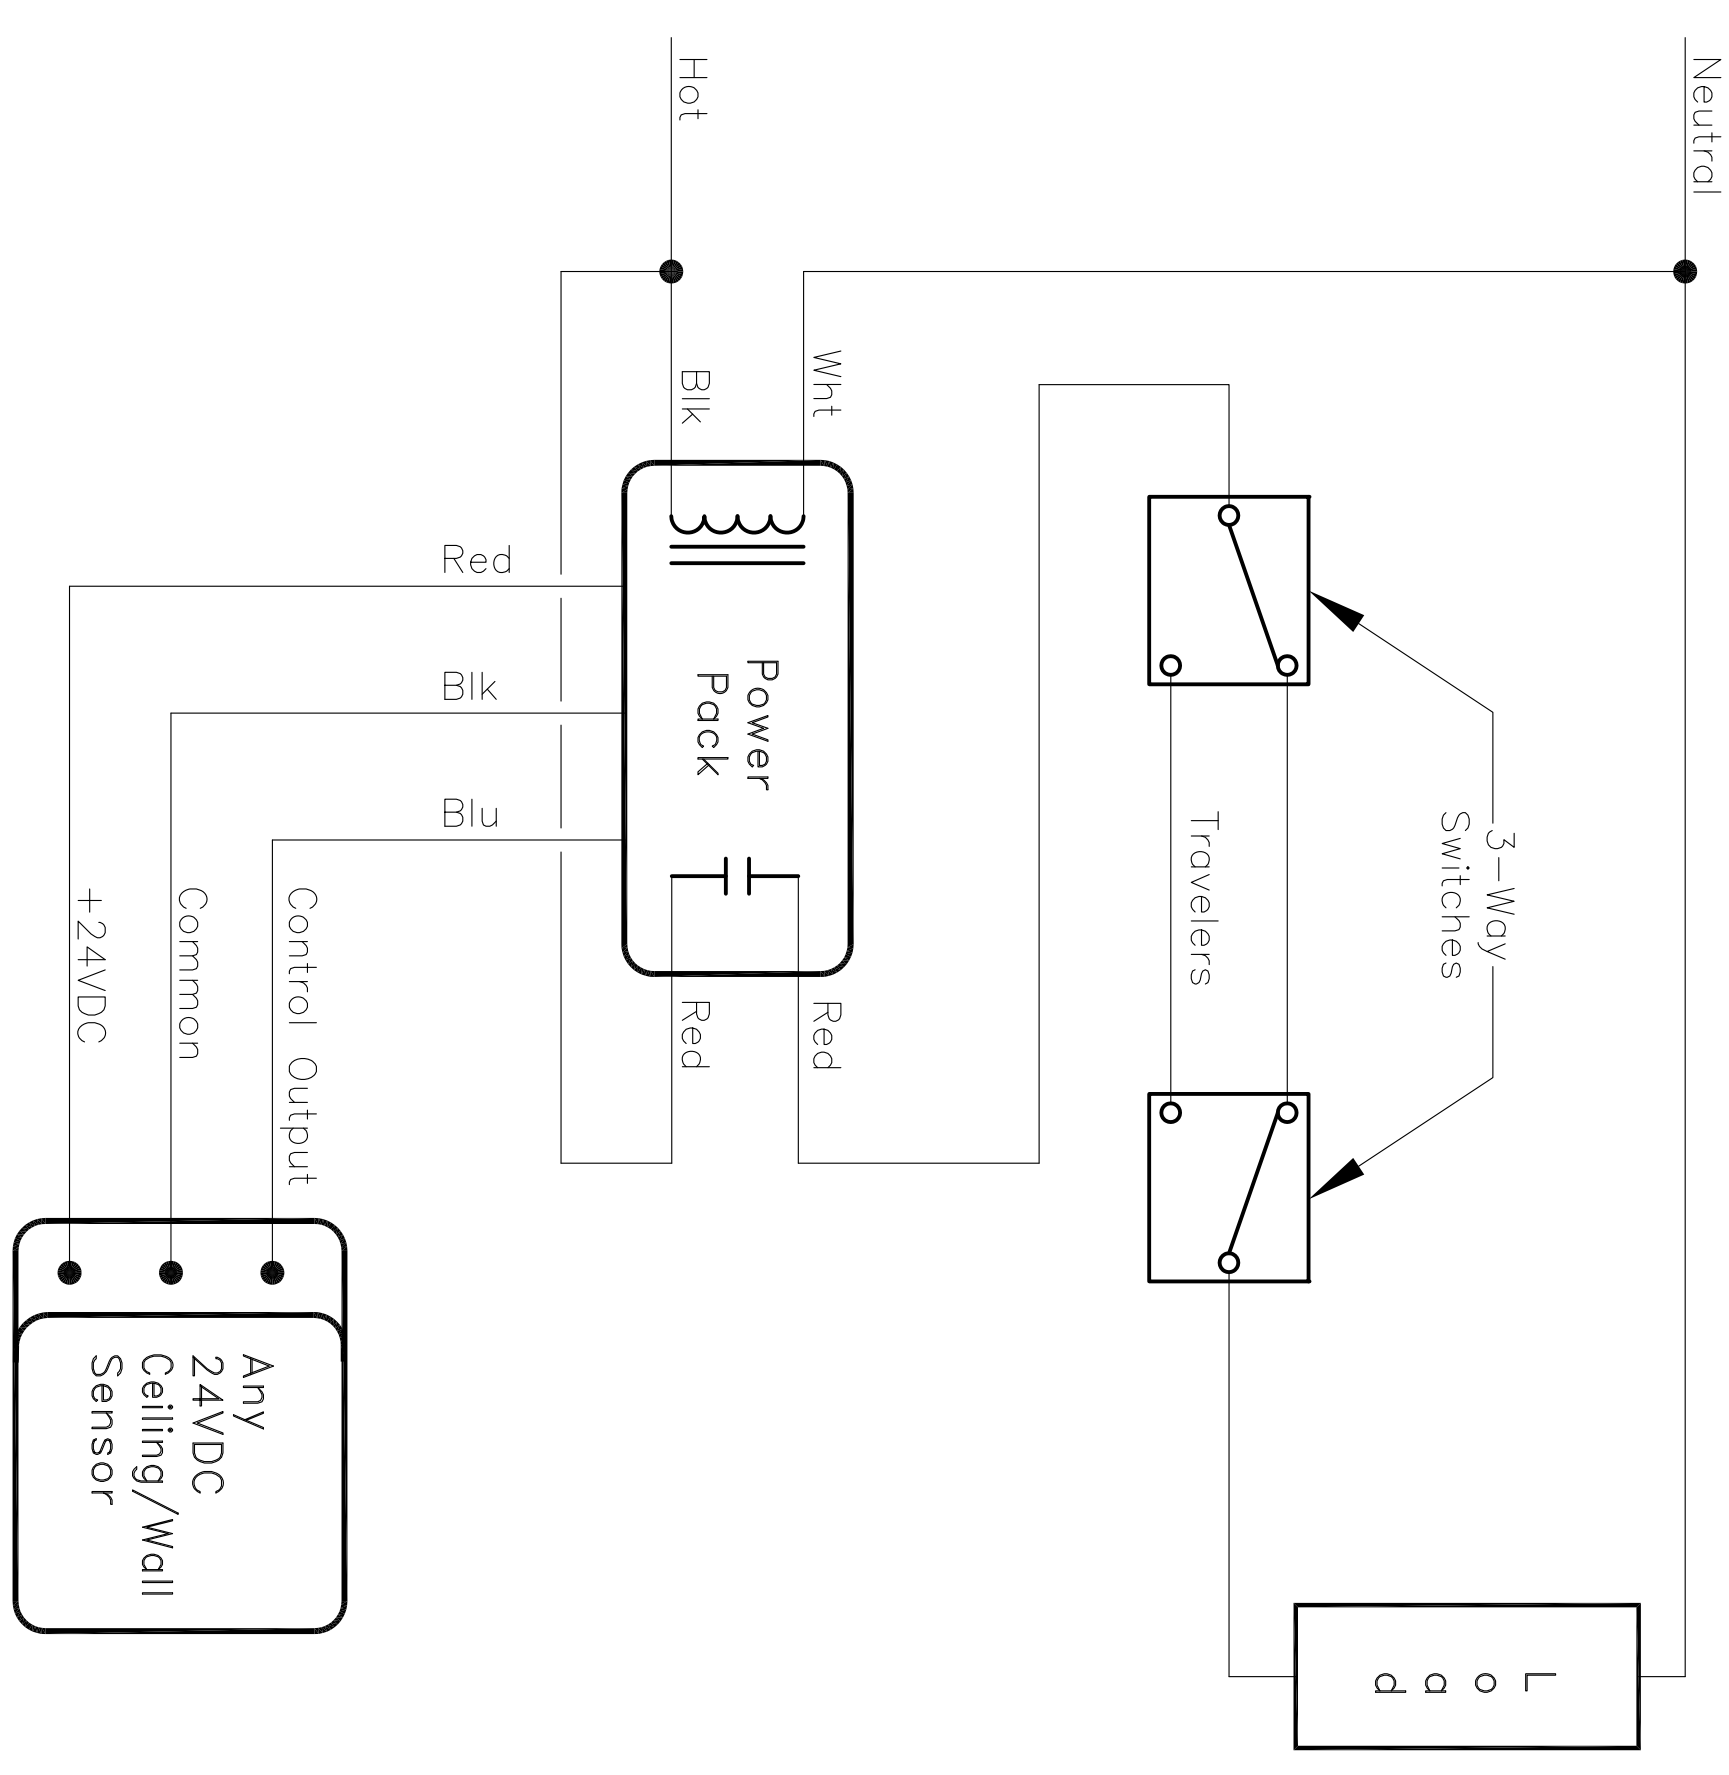 Neutral
Hot
Wht
Blk
3-Way
Switches
Travelers
Power
Pack
Red
Red
Red
Blk
Blu
Control Output
Common
+24VDC
Any
24VDC
Ceiling/Wall
Sensor
L
o
a
d